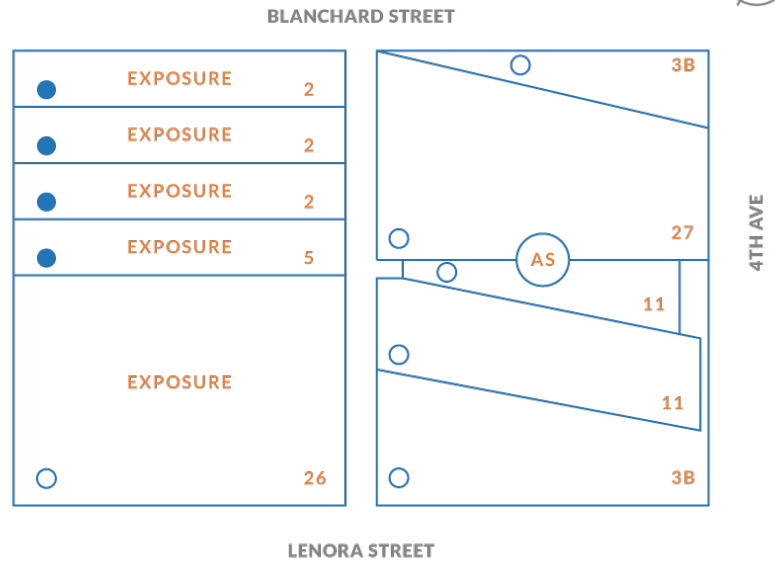 BLANCHARD STREET
EXPOSURE
2
EXPOSURE
2
EXPOSURE
2
EXPOSURE
5
EXPOSURE
26
3B
27
AS
11
11
3B
4TH AVE
LENORA STREET